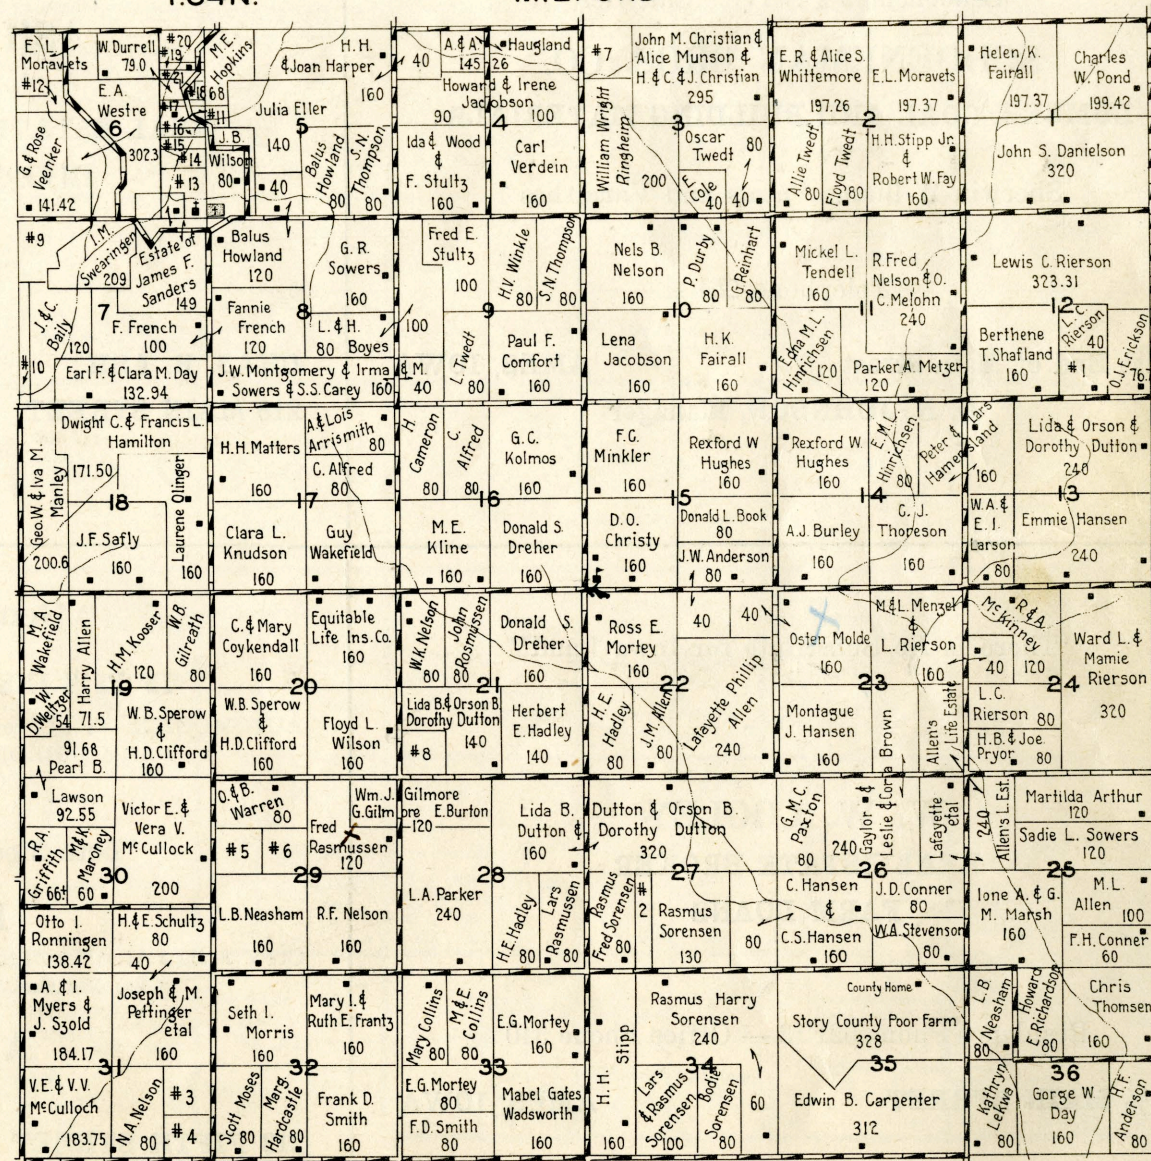 E. L.
Moravets
#12
W. Durrell
79.0
E. A.
Westre
6
302.3
G. & Rose
Veenker
141.42
#20
#19
#21
#18
#17
#16
#15
#14
#13
#11
68
M. E.
Hopkins
J. B.
Wilson
80
H. H.
& Joan Harper
160
Julia Eller
5
140
40
Balus
Howland
80
S. N.
Thompson
80
A. & A.
Haugland
40
145
26
Howard & Irene
Jacobson
90
4
100
Ida & Wood
&
F. Stultz
160
Carl
Verdein
160
#7
John M. Christian &
Alice Munson &
H. & C. & J. Christian
295
William Wright
Ringheim
200
3
Oscar
Twedt
80
F.
Cole
40
40
E. R. & Alice S.
Whittemore
197.26
E. L. Moravets
197.37
2
Allie Twedt
80
Floyd Twedt
80
H. H. Stipp Jr.
&
Robert W. Fay
160
Helen K.
Fairall
197.37
Charles
W. Pond
199.42
1
John S. Danielson
320
#9
I. M.
Swearingen
209
Estate of
James F.
Sanders
149
7
J. & C.
Baily
120
F. French
100
#10
Earl F. & Clara M. Day
132.94
Balus
Howland
120
G. R.
Sowers
160
Fannie
French
120
8
L. & H.
80 Boyes
J. W. Montgomery & Irma & M.
Sowers & S. S. Carey 160
40
Fred E.
Stultz
100
100
H. V. Winkle
80
S. N. Thompson
80
9
L. Twedt
80
Paul F.
Comfort
160
Nels B.
Nelson
160
P. Durby
80
G. Reinhart
80
10
Lena
Jacobson
160
H. K.
Fairall
160
Mickel L.
Tendell
160
R. Fred
Nelson & O.
C. Melohn
240
11
Edna M. L.
Hinrichsen
120
Parker A. Metzer
120
Lewis C. Rierson
323.31
12
Berthene
T. Shafland
160
L. C.
Rierson
40
#1
O. J. Erickson
76.
Dwight C. & Francis L.
Hamilton
171.50
Geo. W. & Iva M.
Manley
200.6
18
J. F. Safly
160
Laurene Olinger
160
H. H. Matters
160
A. & Lois
Arrismith
80
C. Alfred
80
17
Clara L.
Knudson
160
Guy
Wakefield
160
H.
Cameron
80
C.
Alfred
80
G. C.
Kolmos
160
16
M. E.
Kline
160
Donald S.
Dreher
160
F. C.
Minkler
160
Rexford W
Hughes
160
15
D. O.
Christy
160
Donald L. Book
80
J. W. Anderson
80
Rexford W.
Hughes
160
E. M. L.
Hinrichsen
80
Peter & Lars
Hamersland
160
14
A. J. Burley
160
C. J.
Thoreson
160
Lida & Orson &
Dorothy Dutton
240
13
W. A. &
E. I.
Larson
80
Emmie Hansen
240
M. A.
Wakefield
Harry Allen
71.5
H. M. Kooser
120
W. B.
Gilreath
80
19
D. W.
Weltzer
54
91.68
Pearl B.
W. B. Sperow
&
H. D. Clifford
160
C. & Mary
Coykendall
160
Equitable
Life Ins. Co.
160
20
W. B. Sperow
&
H. D. Clifford
160
Floyd L.
Wilson
160
W. K. Nelson
80
John
Rosmussen
80
Donald S.
Dreher
160
21
Lida B. & Orson B.
Dorothy Dutton
140
#8
Herbert
E. Hadley
140
Ross E.
Mortey
160
40
40
22
H. E.
Hadley
80
J. M. Allen
80
Lafayette Phillip
Allen
240
Osten Molde
160
M. & L. Menzel
&
L. Rierson
160
23
Montague
J. Hansen
160
Allen's
Life Estate
R. & A.
McKinney
40
120
Ward L. &
Mamie
Rierson
320
24
L. C.
Rierson 80
H. B. & Joe
Pryor 80
Lawson
92.55
Victor E. &
Vera V.
McCullock
200
R. A.
Griffith
66+
M. & K.
Maroney
60
30
O. & B.
Warren
80
Wm. J. Gilmore
G. Gilmore E. Burton
120
Fred
Rasmussen
120
#5
#6
29
L. B. Neasham
160
R. F. Nelson
160
Lida B.
Dutton &
160
28
L. A. Parker
240
H. E. Hadley
80
Lars
Rasmussen
80
Dutton & Orson B.
Dorothy Dutton
320
27
Rasmus
Fred Sorensen
80
#2
Rasmus
Sorensen
130
80
G. M. C.
Paxton
80
Gaylor &
Leslie & Corja Brown
240
Lafayette
etal
26
C. Hansen
&
C. S. Hansen
160
J. D. Conner
80
W. A. Stevenson
80
240
Allen's L. Est.
Martilda Arthur
120
Sadie L. Sowers
120
25
Ione A. & G.
M. Marsh
160
M. L.
Allen
100
F. H. Conner
60
Otto I.
Ronningen
138.42
H. & E. Schultz
80
40
A. & I.
Myers &
J. Szold
184.17
Joseph & M.
Pettinger
etal
160
31
V. E. & V. V.
McCulloch
183.75
N. A. Nelson
80
#3
#4
Seth I.
Morris
160
Mary I. &
Ruth E. Frantz
160
32
Scott Moses
80
Marg.
Hardcastle
80
Frank D.
Smith
160
Mary Collins
80
M. & E.
Collins
80
E. G. Mortey
160
33
E. G. Mortey
80
F. D. Smith
80
Mabel Gates
Wadsworth
160
H. H. Stipp
160
Rasmus Harry
Sorensen
240
34
Lars
& Rasmus
Sorensen
100
Bodie
Sorensen
80
60
County Home
Story County Poor Farm
328
35
Edwin B. Carpenter
312
L. B.
Neasham
80
Howard
E. Richardson
80
Chris
Thomsen
160
36
Kathryn
Lekwa
80
Gorge W.
Day
160
H. F.
Anderson
80